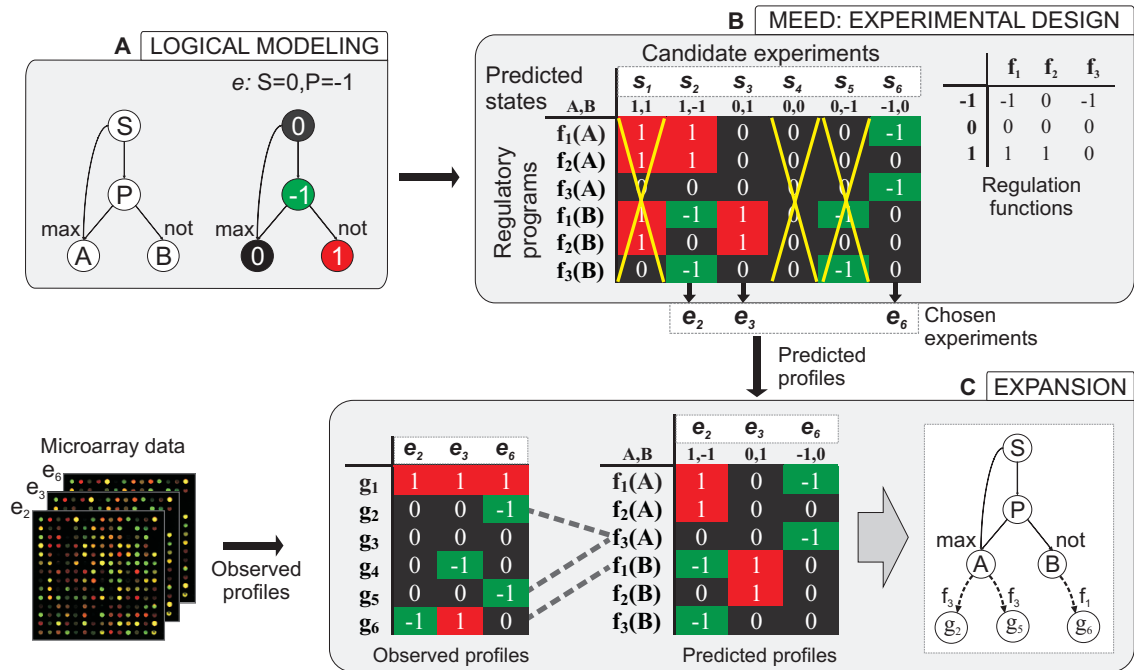 A LOGICAL MODELING
e: S=0,P=-1
S
P
max
not
A
B
0
-1
max
not
0
1
B MEED: EXPERIMENTAL DESIGN
Candidate experiments
Predicted states
s1 s2 s3 s4 s5 s6
A,B 1,1 1,-1 0,1 0,0 0,-1 -1,0
Regulatory programs
f1(A) 1 1 0 0 0 -1
f2(A) 1 1 0 0 0 0
f3(A) 0 0 0 0 0 -1
f1(B) 1 -1 1 0 -1 0
f2(B) 1 0 1 0 0 0
f3(B) 0 -1 0 0 -1 0
e2 e3 e6
Chosen experiments
f1 f2 f3
-1 -1 0 -1
0 0 0 0
1 1 1 0
Regulation functions
Predicted profiles
C EXPANSION
Microarray data
e6
e3
e2
Observed profiles
e2 e3 e6
g1 1 1 1
g2 0 0 -1
g3 0 0 0
g4 0 -1 0
g5 0 0 -1
g6 -1 1 0
Observed profiles
e2 e3 e6
A,B 1,-1 0,1 -1,0
f1(A) 1 0 -1
f2(A) 1 0 0
f3(A) 0 0 -1
f1(B) -1 1 0
f2(B) 0 1 0
f3(B) -1 0 0
Predicted profiles
S
P
max
not
A
B
f3
f3
f1
g2
g5
g6